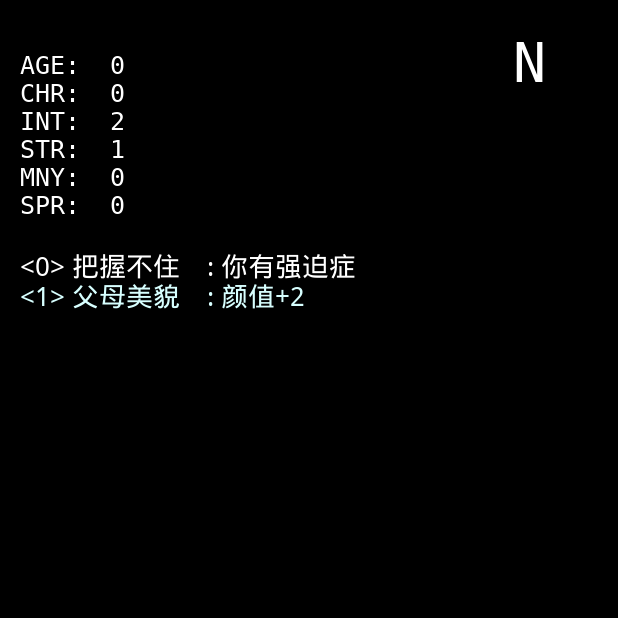 N
AGE: 0
CHR: 0
INT: 2
STR: 1
MNY: 0
SPR: 0
<0> 把握不住 : 你有强迫症
<1> 父母美貌 : 颜值+2